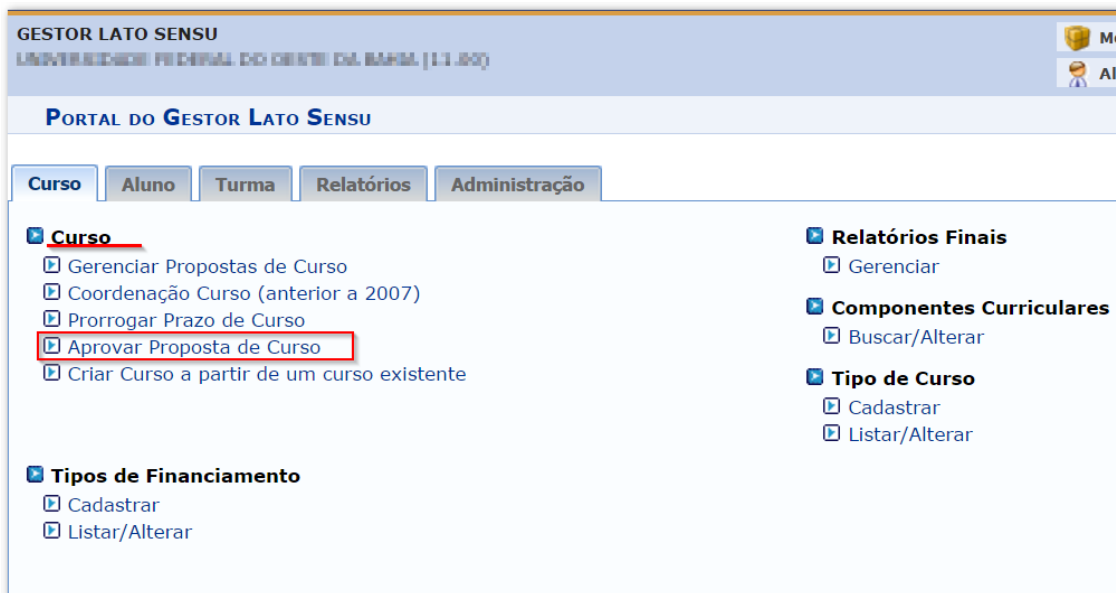 GESTOR LATO SENSU
PORTAL DO GESTOR LATO SENSU
Curso Aluno Turma Relatórios Administração
Curso
Gerenciar Propostas de Curso
Coordenação Curso (anterior a 2007)
Prorrogar Prazo de Curso
Aprovar Proposta de Curso
Criar Curso a partir de um curso existente
Tipos de Financiamento
Cadastrar
Listar/Alterar
Relatórios Finais
Gerenciar
Componentes Curriculares
Buscar/Alterar
Tipo de Curso
Cadastrar
Listar/Alterar